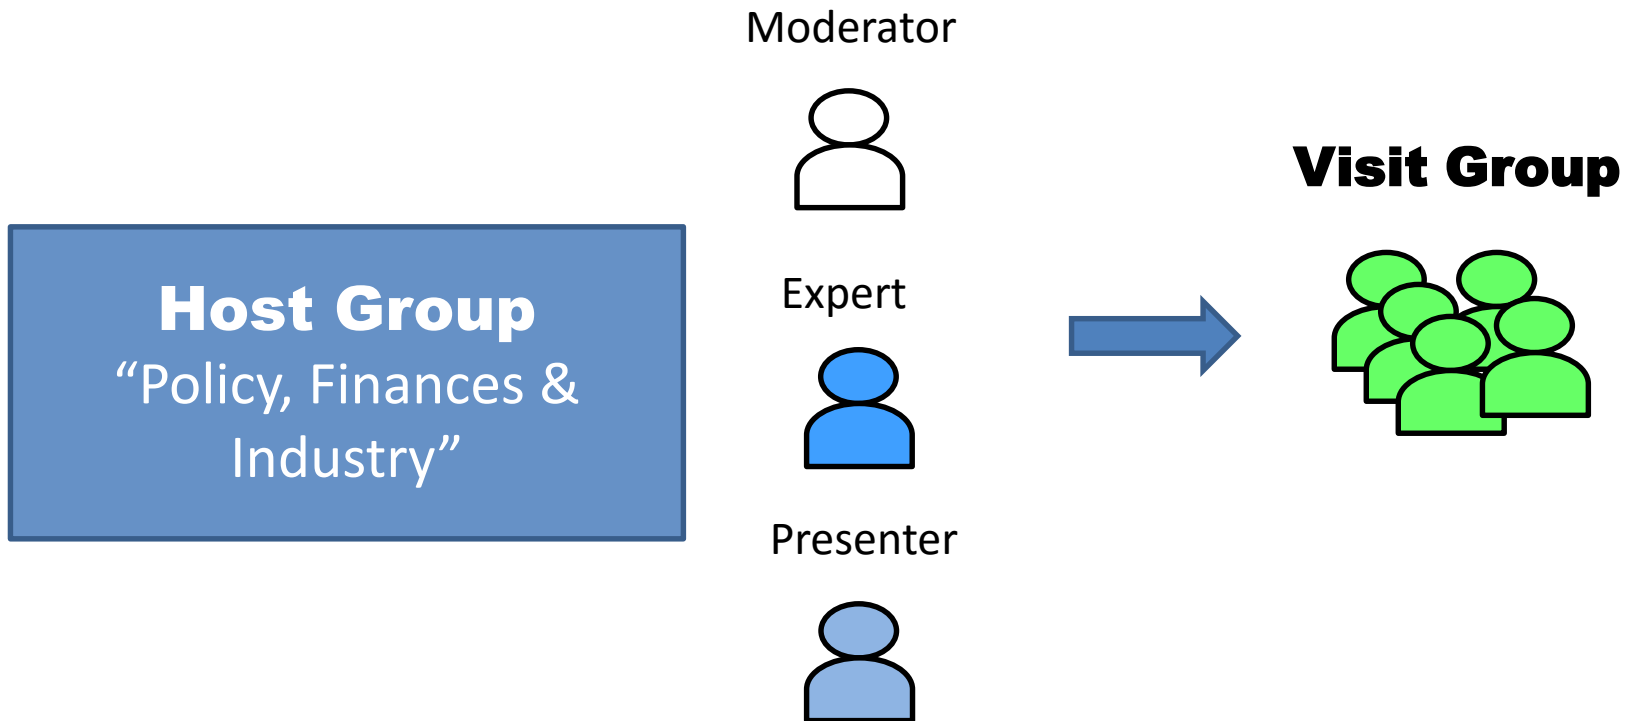 Moderator
Visit Group
Host Group
“Policy, Finances &
Industry”
Expert
Presenter